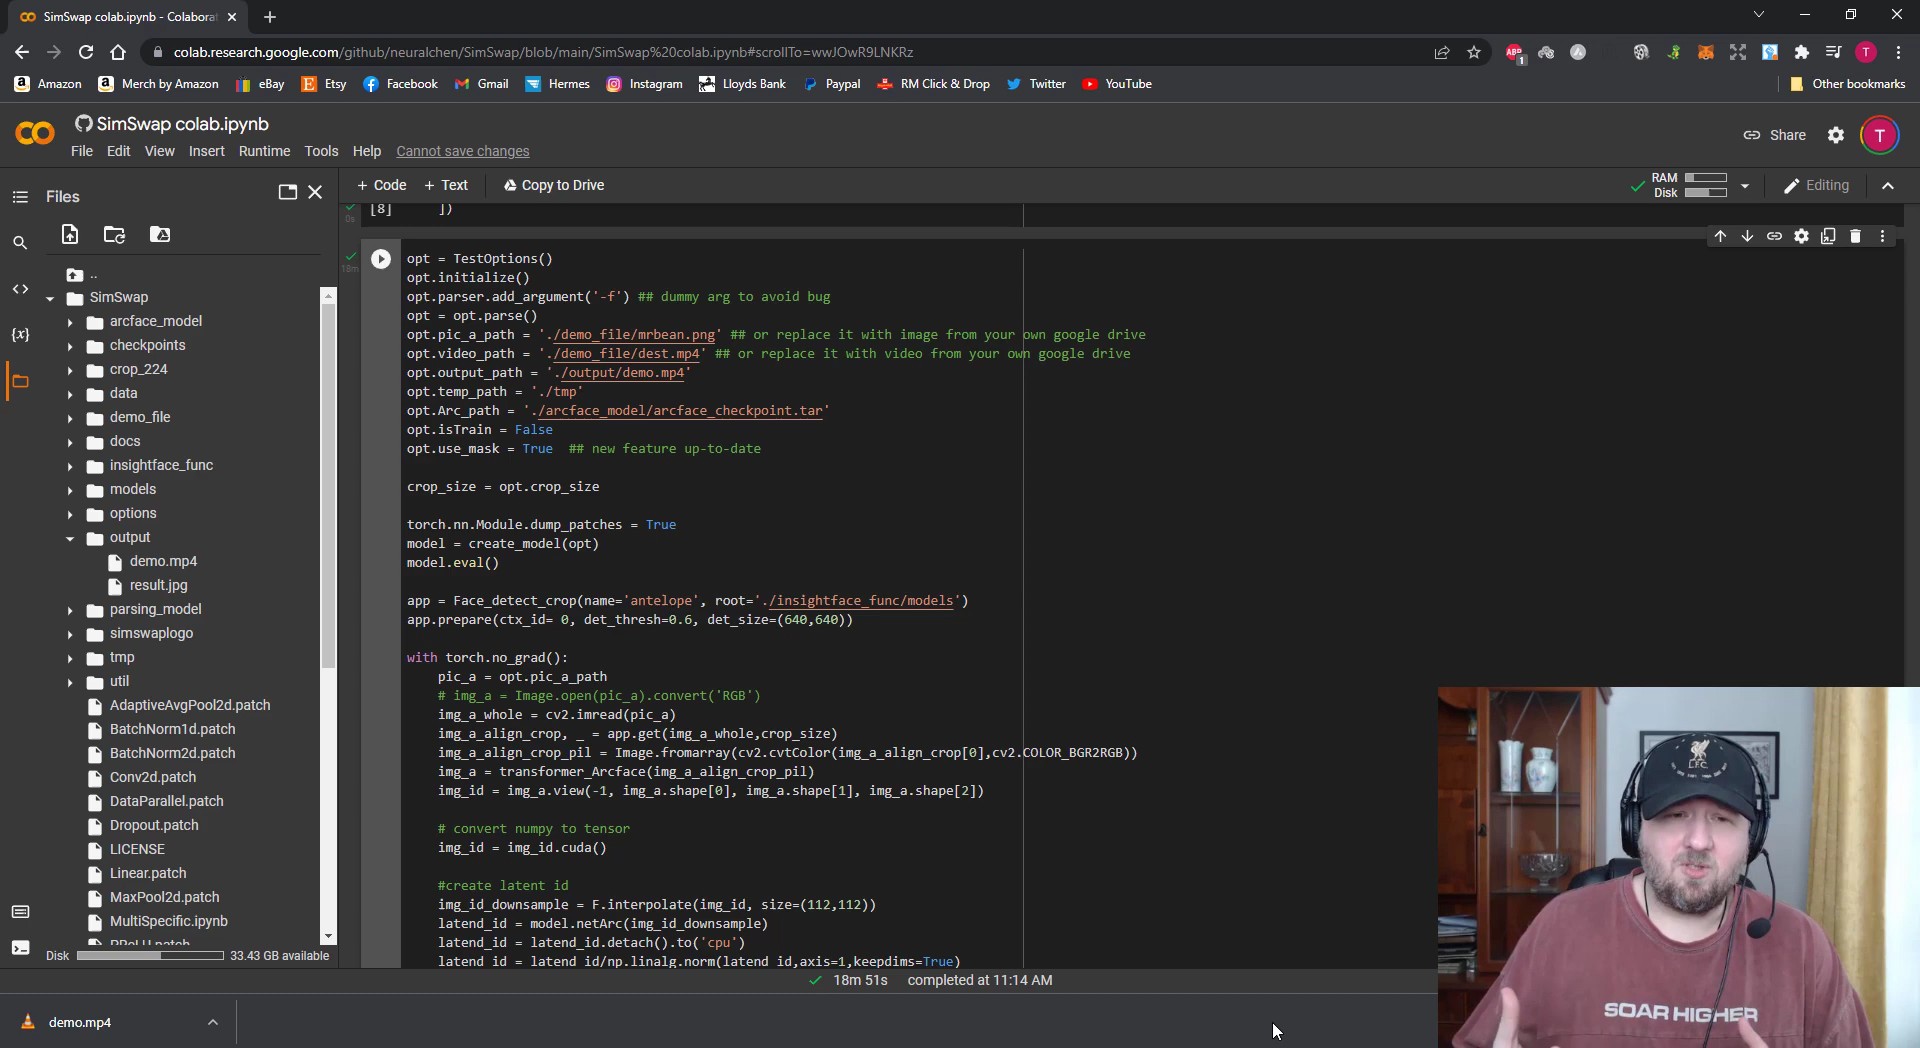 SimSwap colab.ipynb - Colaborat
colab.research.google.com/github/neuralchen/SimSwap/blob/main/SimSwap%20colab.ipynb#scrollTo=wwJOwR9LNKRz
ABP
1
T
Amazon
Merch by Amazon
eBay
Etsy
Facebook
Gmail
Hermes
Instagram
Lloyds Bank
Paypal
RM Click & Drop
Twitter
YouTube
Other bookmarks
SimSwap colab.ipynb
File Edit View Insert Runtime Tools Help Cannot save changes
Share
T
Files
+ Code + Text Copy to Drive
RAM
Disk
Editing
..
SimSwap
arcface_model
checkpoints
crop_224
data
demo_file
docs
insightface_func
models
options
output
demo.mp4
result.jpg
parsing_model
simswaplogo
tmp
util
AdaptiveAvgPool2d.patch
BatchNorm1d.patch
BatchNorm2d.patch
Conv2d.patch
DataParallel.patch
Dropout.patch
LICENSE
Linear.patch
MaxPool2d.patch
MultiSpecific.ipynb
Disk 33.43 GB available
{x}
0s
[8] ])
18m
opt = TestOptions()
opt.initialize()
opt.parser.add_argument('-f') ## dummy arg to avoid bug
opt = opt.parse()
opt.pic_a_path = './demo_file/mrbean.png' ## or replace it with image from your own google drive
opt.video_path = './demo_file/dest.mp4' ## or replace it with video from your own google drive
opt.output_path = './output/demo.mp4'
opt.temp_path = './tmp'
opt.Arc_path = './arcface_model/arcface_checkpoint.tar'
opt.isTrain = False
opt.use_mask = True ## new feature up-to-date
crop_size = opt.crop_size
torch.nn.Module.dump_patches = True
model = create_model(opt)
model.eval()
app = Face_detect_crop(name='antelope', root='./insightface_func/models')
app.prepare(ctx_id= 0, det_thresh=0.6, det_size=(640,640))
with torch.no_grad():
pic_a = opt.pic_a_path
# img_a = Image.open(pic_a).convert('RGB')
img_a_whole = cv2.imread(pic_a)
img_a_align_crop, _ = app.get(img_a_whole,crop_size)
img_a_align_crop_pil = Image.fromarray(cv2.cvtColor(img_a_align_crop[0],cv2.COLOR_BGR2RGB))
img_a = transformer_Arcface(img_a_align_crop_pil)
img_id = img_a.view(-1, img_a.shape[0], img_a.shape[1], img_a.shape[2])
# convert numpy to tensor
img_id = img_id.cuda()
#create latent id
img_id_downsample = F.interpolate(img_id, size=(112,112))
latend_id = model.netArc(img_id_downsample)
latend_id = latend_id.detach().to('cpu')
latend_id = latend_id/np.linalg.norm(latend_id,axis=1,keepdims=True)
18m 51s completed at 11:14 AM
demo.mp4
L.F.C.
SOAR HIGHER